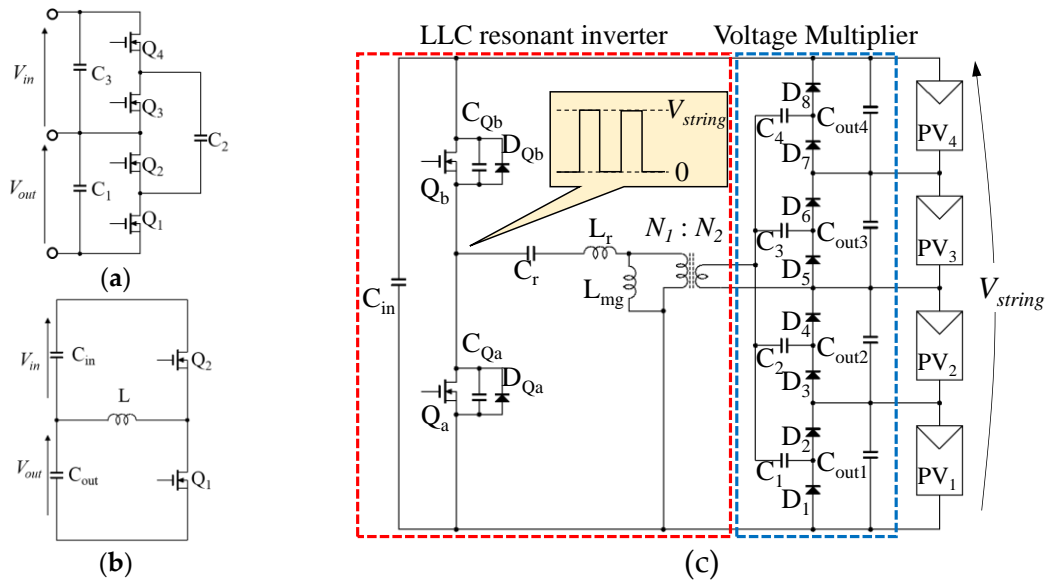 V_in
V_out
C_3
C_1
Q_4
Q_3
Q_2
Q_1
C_2
(a)
V_in
V_out
C_in
C_out
L
Q_2
Q_1
(b)
LLC resonant inverter
Voltage Multiplier
C_in
C_Qb
D_Qb
Q_b
V_string
0
C_r
L_r
L_mg
N_1 : N_2
C_Qa
D_Qa
Q_a
D_8
C_4
D_7
C_out4
PV_4
D_6
C_3
D_5
C_out3
PV_3
D_4
C_2
D_3
C_out2
PV_2
D_2
C_1
D_1
C_out1
PV_1
V_string
(c)